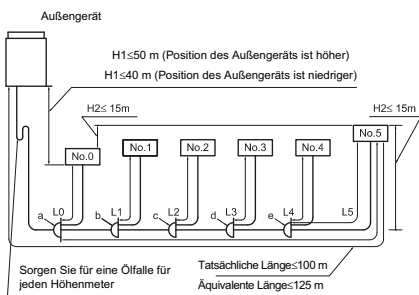 Außengerät
H1≤50 m (Position des Außengeräts ist höher)
H1≤40 m (Position des Außengeräts ist niedriger)
H2≤ 15m
H2≤ 15m
No.0
No.1
No.2
No.3
No.4
No.5
a L0 b L1 c L2 d L3 e L4 L5
Sorgen Sie für eine Ölfalle für
jeden Höhenmeter
Tatsächliche Länge≤100 m
Äquivalente Länge≤125 m